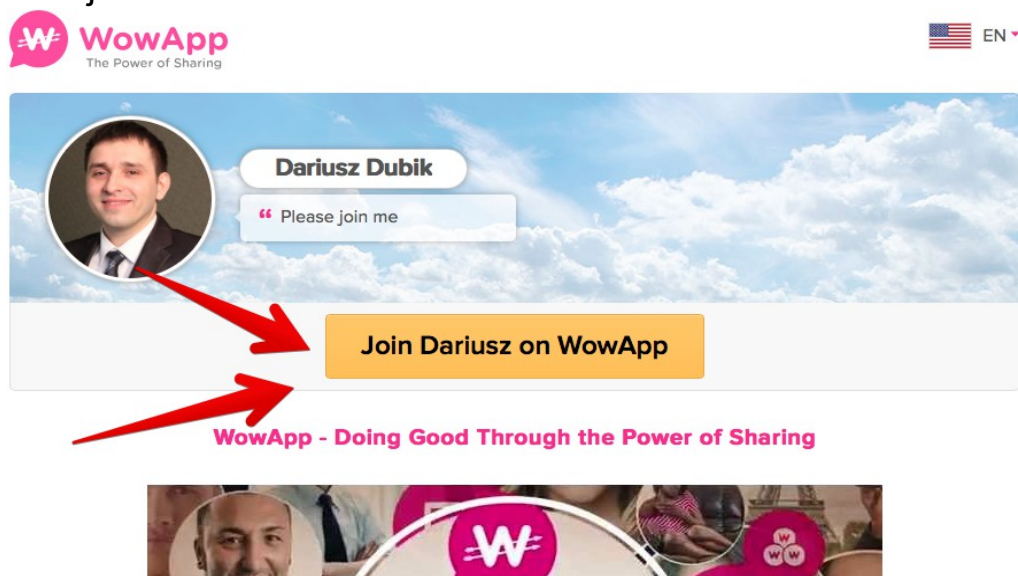 WowApp
The Power of Sharing
EN
Dariusz Dubik
“ Please join me
Join Dariusz on WowApp
WowApp - Doing Good Through the Power of Sharing